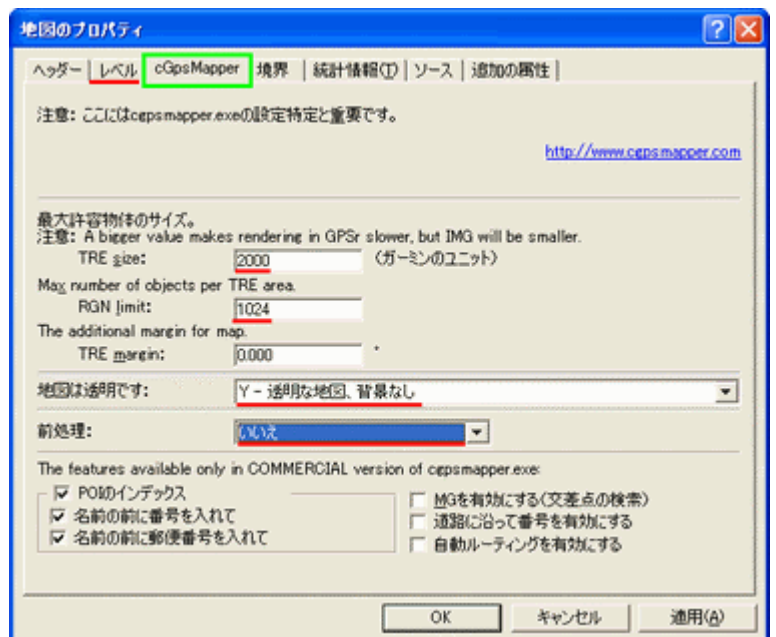 地図のプロパティ
ヘッダー レベル cGpsMapper 境界 統計情報(T) ソース 追加の属性
注意: ここにはcgpsmapper.exeの設定特定と重要です。
http://www.cgpsmapper.com
最大許容物体のサイズ。
注意: A bigger value makes rendering in GPSr slower, but IMG will be smaller.
TRE size: 2000 (ガーミンのユニット)
Max number of objects per TRE area.
RGN limit: 1024
The additional margin for map.
TRE margin: 0.000 °
地図は透明です: Y - 透明な地図、背景なし
前処理: いいえ
The features available only in COMMERCIAL version of cgpsmapper.exe:
POIのインデックス
名前の前に番号を入れて
名前の前に郵便番号を入れて
MGを有効にする(交差点の検索)
道路に沿って番号を有効にする
自動ルーティングを有効にする
OK キャンセル 適用(A)